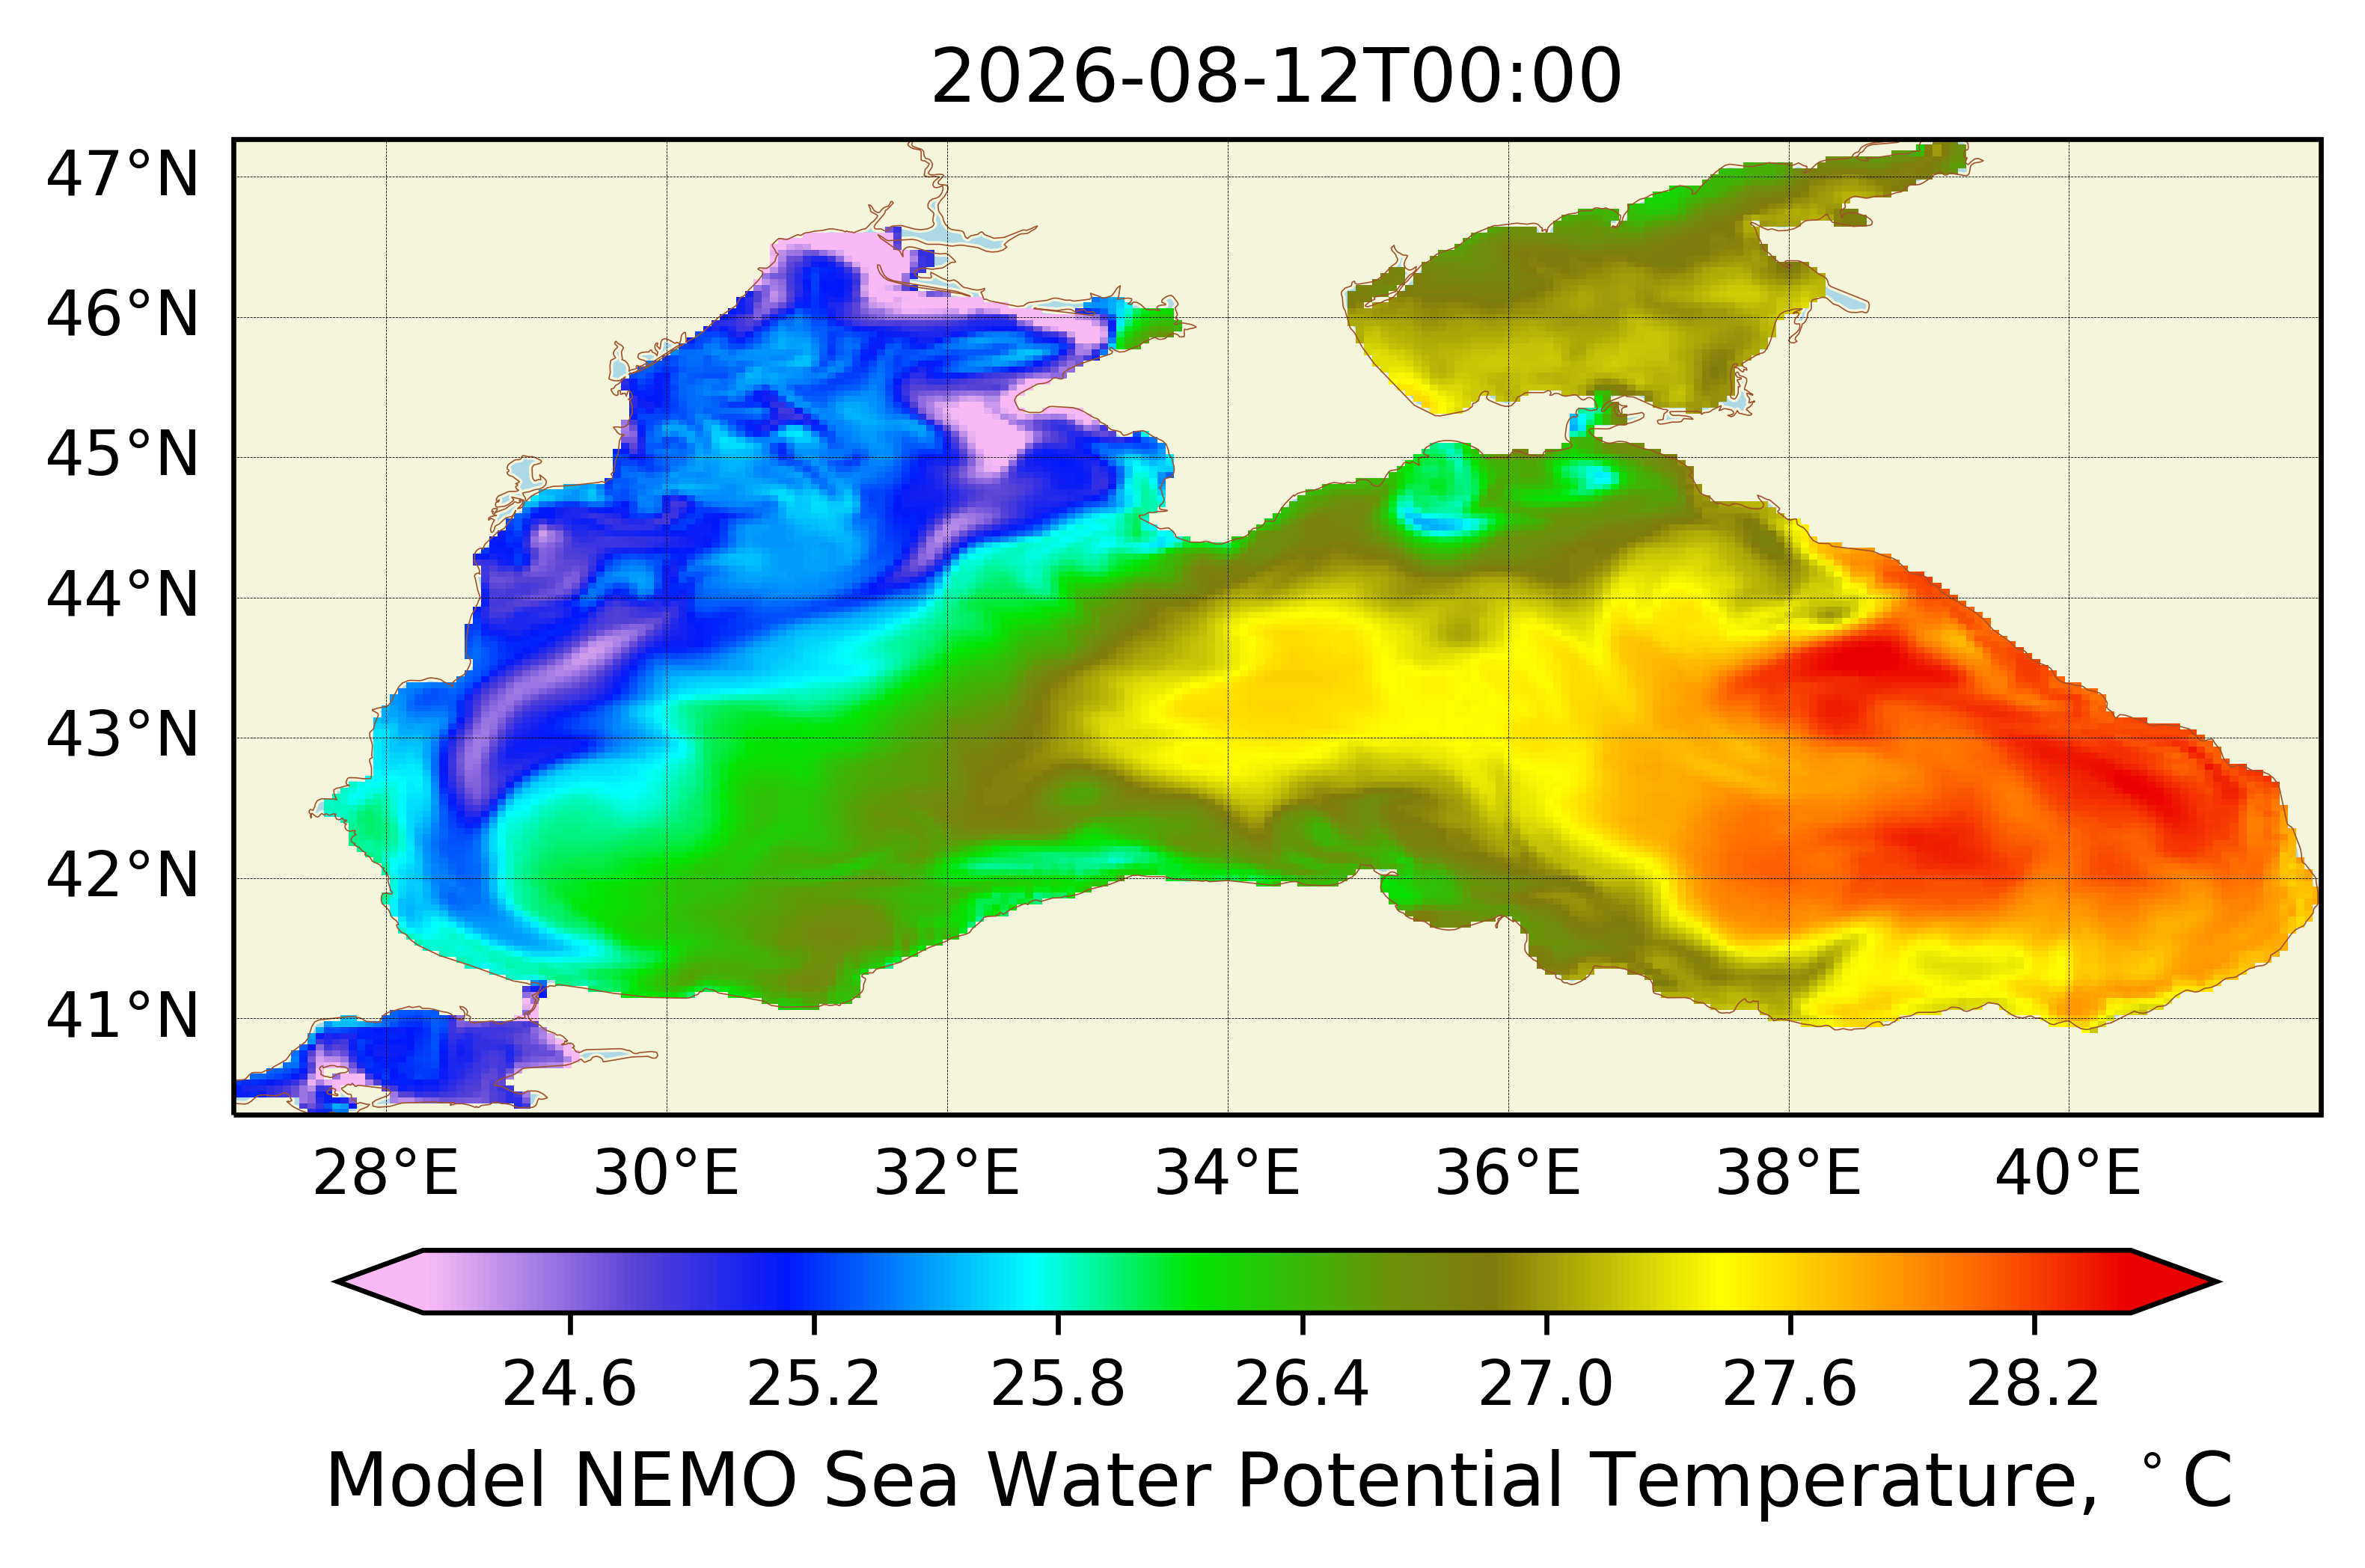 2026-08-12T00:00
47°N
46°N
45°N
44°N
43°N
42°N
41°N
28°E 30°E 32°E 34°E 36°E 38°E 40°E
24.6 25.2 25.8 26.4 27.0 27.6 28.2
Model NEMO Sea Water Potential Temperature, °C